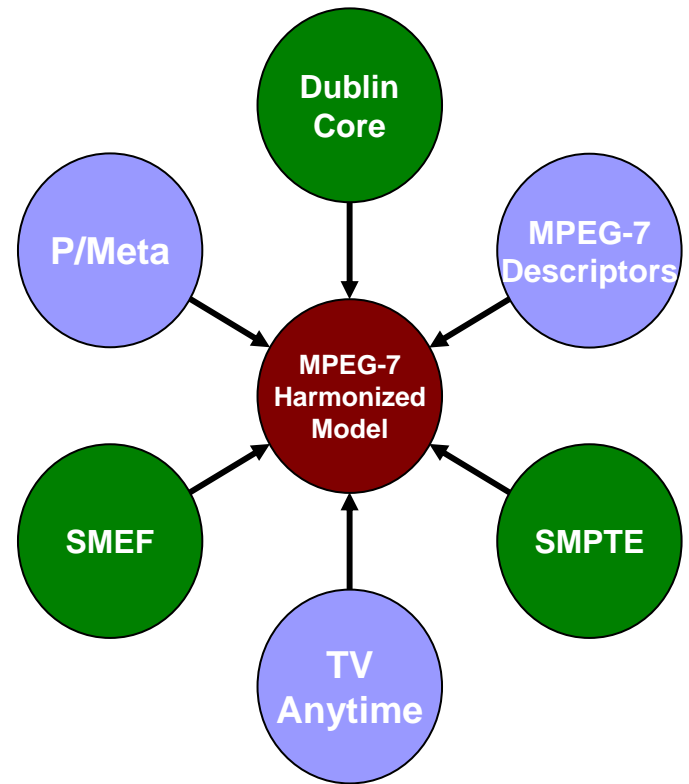 Dublin
Core
P/Meta
MPEG-7
Descriptors
MPEG-7
Harmonized
Model
SMEF
SMPTE
TV
Anytime